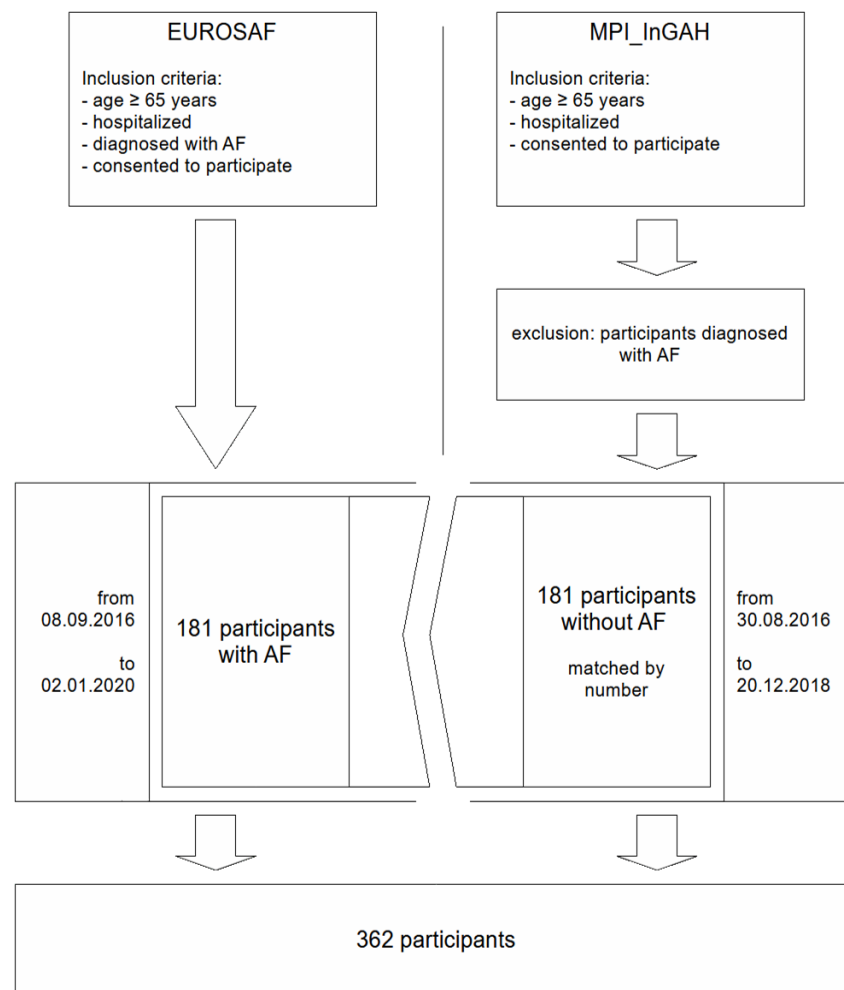 EUROSAF
Inclusion criteria:
- age ≥ 65 years
- hospitalized
- diagnosed with AF
- consented to participate
MPI_InGAH
Inclusion criteria:
- age ≥ 65 years
- hospitalized
- consented to participate
exclusion: participants diagnosed
with AF
from
08.09.2016
to
02.01.2020
181 participants
with AF
181 participants
without AF
matched by
number
from
30.08.2016
to
20.12.2018
362 participants